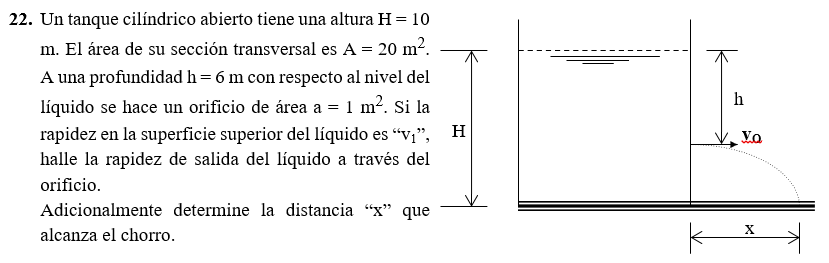 22. Un tanque cilíndrico abierto tiene una altura H = 10
m. El área de su sección transversal es A = 20 m².
A una profundidad h = 6 m con respecto al nivel del
líquido se hace un orificio de área a = 1 m². Si la
rapidez en la superficie superior del líquido es “v₁”,
halle la rapidez de salida del líquido a través del
orificio.
Adicionalmente determine la distancia “x” que
alcanza el chorro.
H
h
vo
x